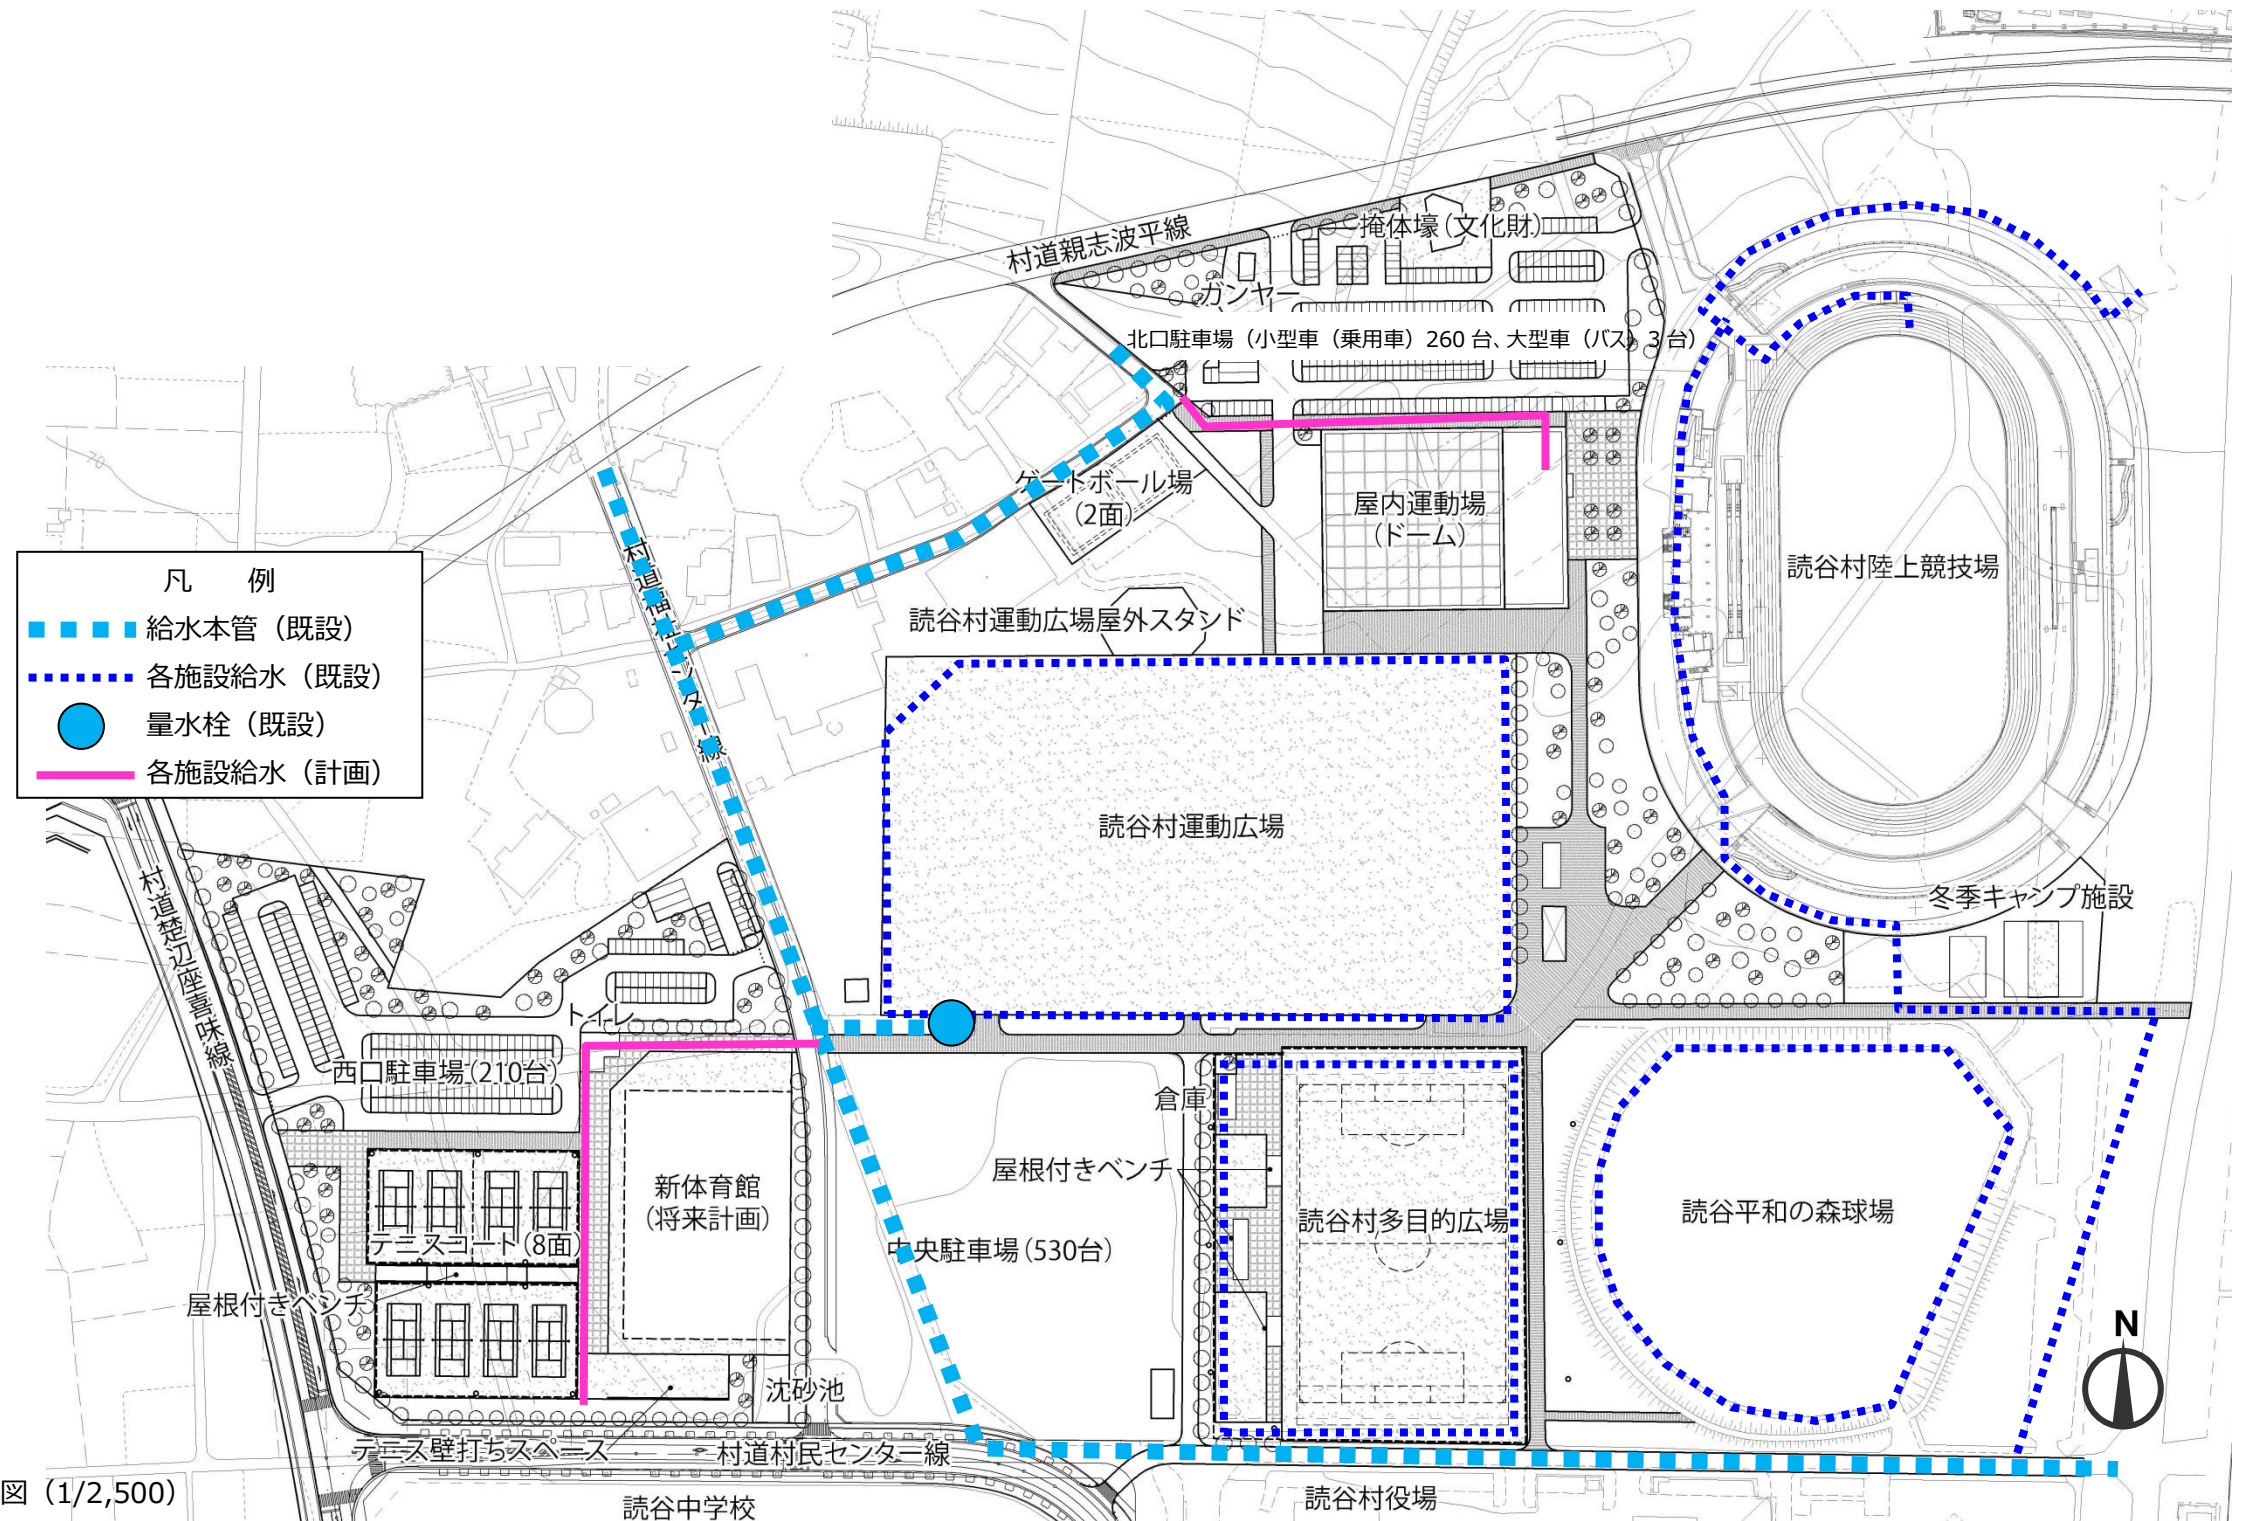 村道親志波平線
掩体壕（文化財）
ガンヤー
北口駐車場（小型車（乗用車）260 台、大型車（バス）3 台）
ゲートボール場
（2面）
屋内運動場
（ドーム）
読谷村陸上競技場
村道福祉センター線
凡　例
給水本管（既設）
各施設給水（既設）
量水栓（既設）
各施設給水（計画）
読谷村運動広場屋外スタンド
読谷村運動広場
冬季キャンプ施設
村道楚辺座喜味線
トイレ
西口駐車場（210台）
倉庫
屋根付きベンチ
新体育館
（将来計画）
読谷村多目的広場
読谷平和の森球場
テニスコート（8面）
中央駐車場（530台）
屋根付きベンチ
N
沈砂池
テニス壁打ちスペース
村道村民センター線
図（1/2,500）
読谷中学校
読谷村役場
70